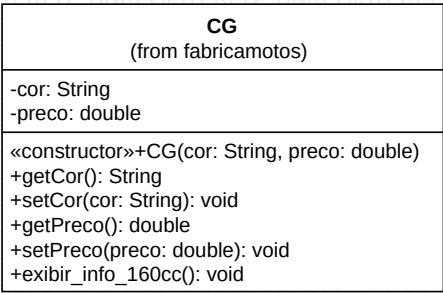 CG
(from fabricamotos)
-cor: String
-preco: double
«constructor»+CG(cor: String, preco: double)
+getCor(): String
+setCor(cor: String): void
+getPreco(): double
+setPreco(preco: double): void
+exibir_info_160cc(): void